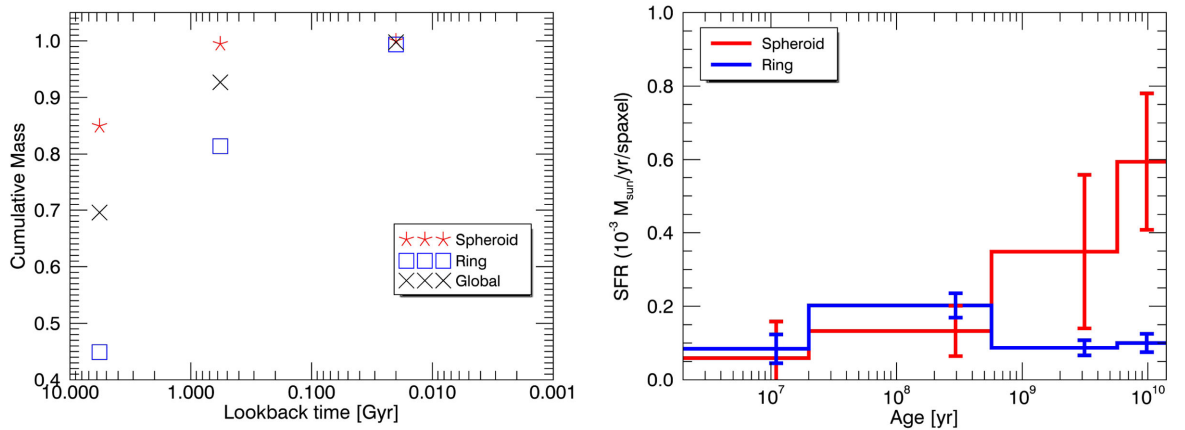 1.0
0.9
0.8
0.7
0.6
0.5
0.4
Cumulative Mass
10.000
1.000
0.100
0.010
0.001
Lookback time [Gyr]
Spheroid
Ring
Global
1.0
0.8
0.6
0.4
0.2
0.0
SFR (10⁻³ Mₛᵤₙ/yr/spaxel)
10⁷
10⁸
10⁹
10¹⁰
Age [yr]
Spheroid
Ring